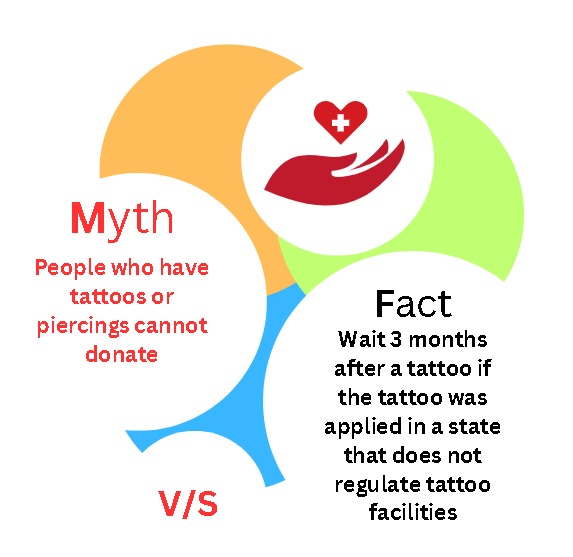 Myth
People who have
tattoos or
piercings cannot
donate
Fact
Wait 3 months
after a tattoo if
the tattoo was
applied in a state
that does not
regulate tattoo
facilities
V/S